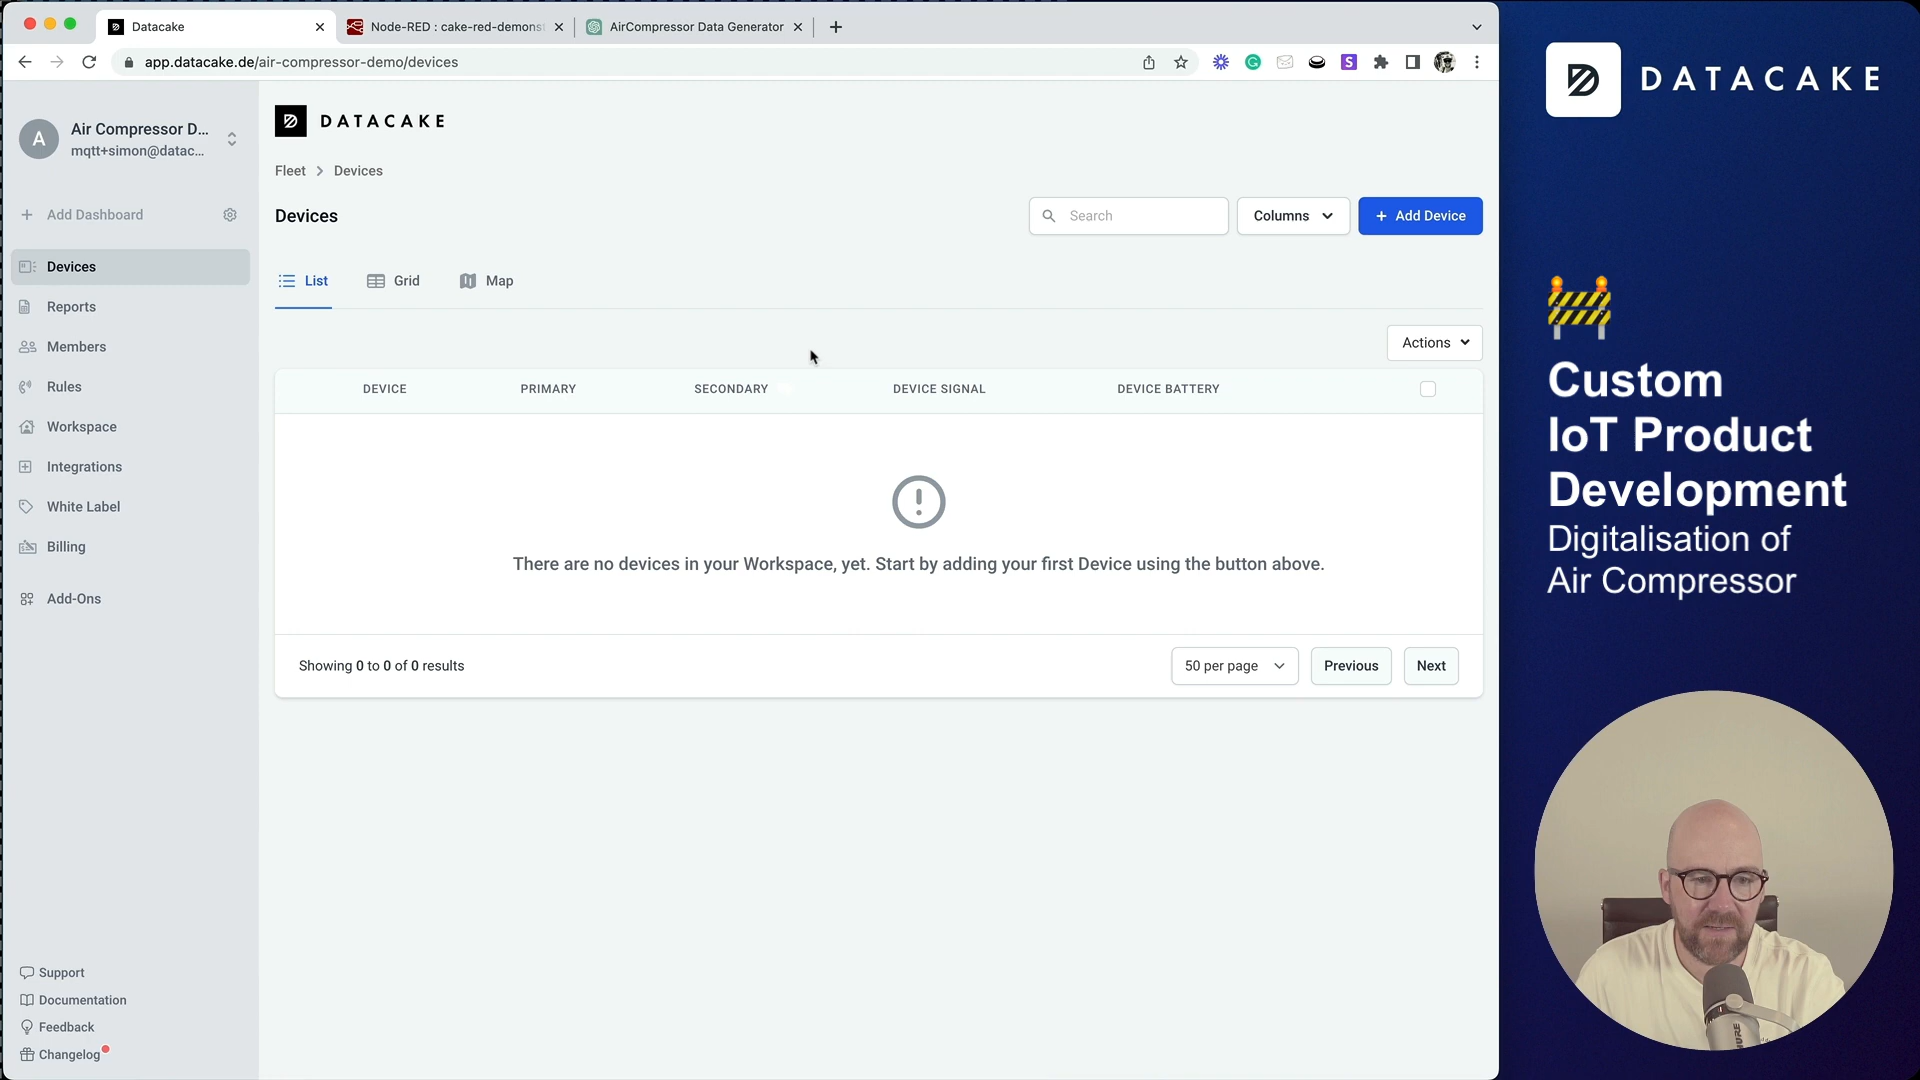 Datacake
Node-RED : cake-red-demonst
AirCompressor Data Generator
app.datacake.de/air-compressor-demo/devices
S
A
Air Compressor D...
mqtt+simon@datac...
Add Dashboard
Devices
Reports
Members
Rules
Workspace
Integrations
White Label
Billing
Add-Ons
Support
Documentation
Feedback
Changelog
DATACAKE
Fleet > Devices
Devices
Search
Columns
+ Add Device
List
Grid
Map
Actions
DEVICE PRIMARY SECONDARY DEVICE SIGNAL DEVICE BATTERY
There are no devices in your Workspace, yet. Start by adding your first Device using the button above.
Showing 0 to 0 of 0 results
50 per page
Previous
Next
DATACAKE
Custom
IoT Product
Development
Digitalisation of
Air Compressor